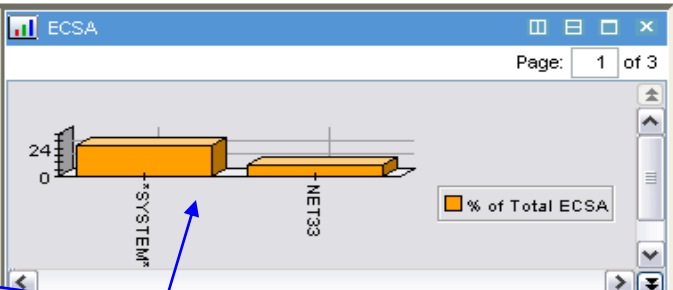 ECSA
Page: 1 of 3
24
0
*SYSTEM*
NET33
% of Total ECSA